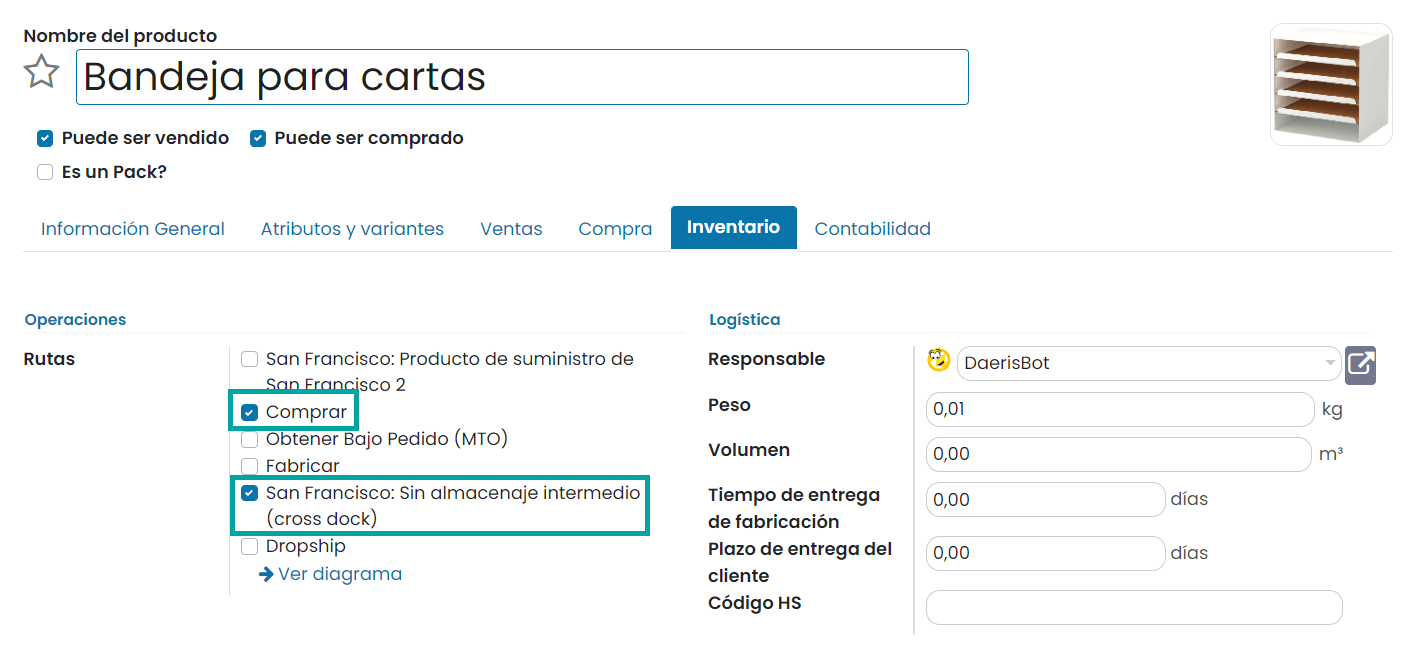 Nombre del producto
Bandeja para cartas
Puede ser vendido Puede ser comprado
Es un Pack?
Información General Atributos y variantes Ventas Compra Inventario Contabilidad
Operaciones
Rutas
San Francisco: Producto de suministro de
San Francisco 2
Comprar
Obtener Bajo Pedido (MTO)
Fabricar
San Francisco: Sin almacenaje intermedio
(cross dock)
Dropship
Ver diagrama
Logística
Responsable DaerisBot
Peso 0,01 kg
Volumen 0,00 m³
Tiempo de entrega
de fabricación 0,00 días
Plazo de entrega del
cliente 0,00 días
Código HS